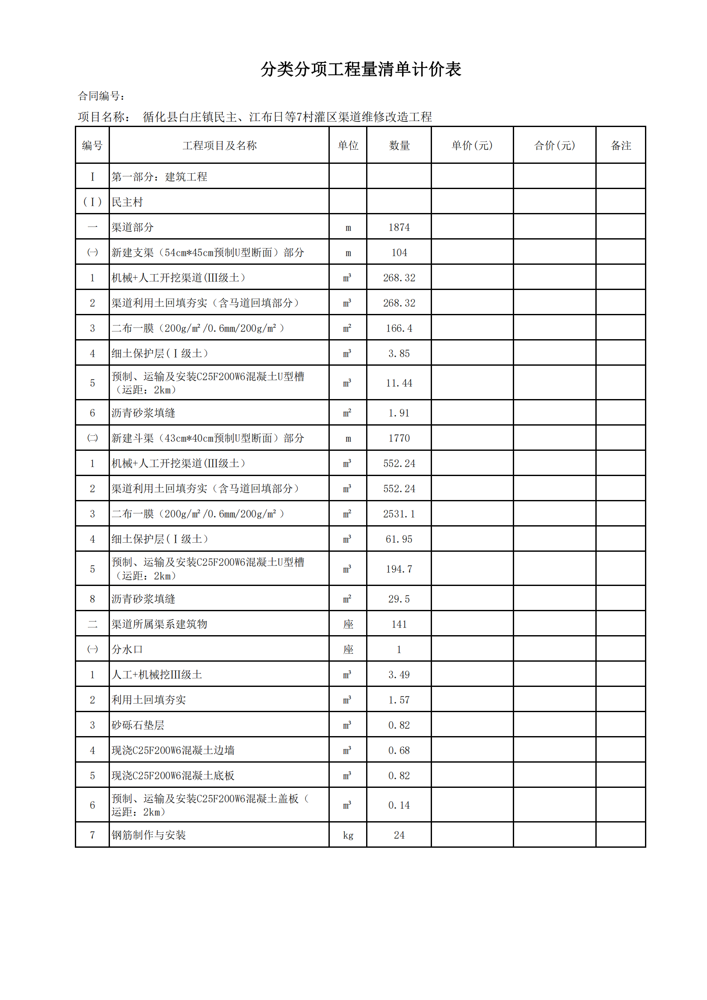 分类分项工程量清单计价表
合同编号：
项目名称： 循化县白庄镇民主、江布日等7村灌区渠道维修改造工程
编号 工程项目及名称 单位 数量 单价(元) 合价(元) 备注
Ⅰ 第一部分：建筑工程
(Ⅰ) 民主村
一 渠道部分 m 1874
㈠ 新建支渠（54cm*45cm预制U型断面）部分 m 104
1 机械+人工开挖渠道(Ⅲ级土） m³ 268.32
2 渠道利用土回填夯实（含马道回填部分） m³ 268.32
3 二布一膜（200g/m²/0.6mm/200g/m²） m² 166.4
4 细土保护层(Ⅰ级土） m³ 3.85
5 预制、运输及安装C25F200W6混凝土U型槽
（运距：2km） m³ 11.44
6 沥青砂浆填缝 m² 1.91
㈡ 新建斗渠（43cm*40cm预制U型断面）部分 m 1770
1 机械+人工开挖渠道(Ⅲ级土） m³ 552.24
2 渠道利用土回填夯实（含马道回填部分） m³ 552.24
3 二布一膜（200g/m²/0.6mm/200g/m²） m² 2531.1
4 细土保护层(Ⅰ级土） m³ 61.95
5 预制、运输及安装C25F200W6混凝土U型槽
（运距：2km） m³ 194.7
8 沥青砂浆填缝 m² 29.5
二 渠道所属渠系建筑物 座 141
㈠ 分水口 座 1
1 人工+机械挖Ⅲ级土 m³ 3.49
2 利用土回填夯实 m³ 1.57
3 砂砾石垫层 m³ 0.82
4 现浇C25F200W6混凝土边墙 m³ 0.68
5 现浇C25F200W6混凝土底板 m³ 0.82
6 预制、运输及安装C25F200W6混凝土盖板（
运距：2km） m³ 0.14
7 钢筋制作与安装 kg 24